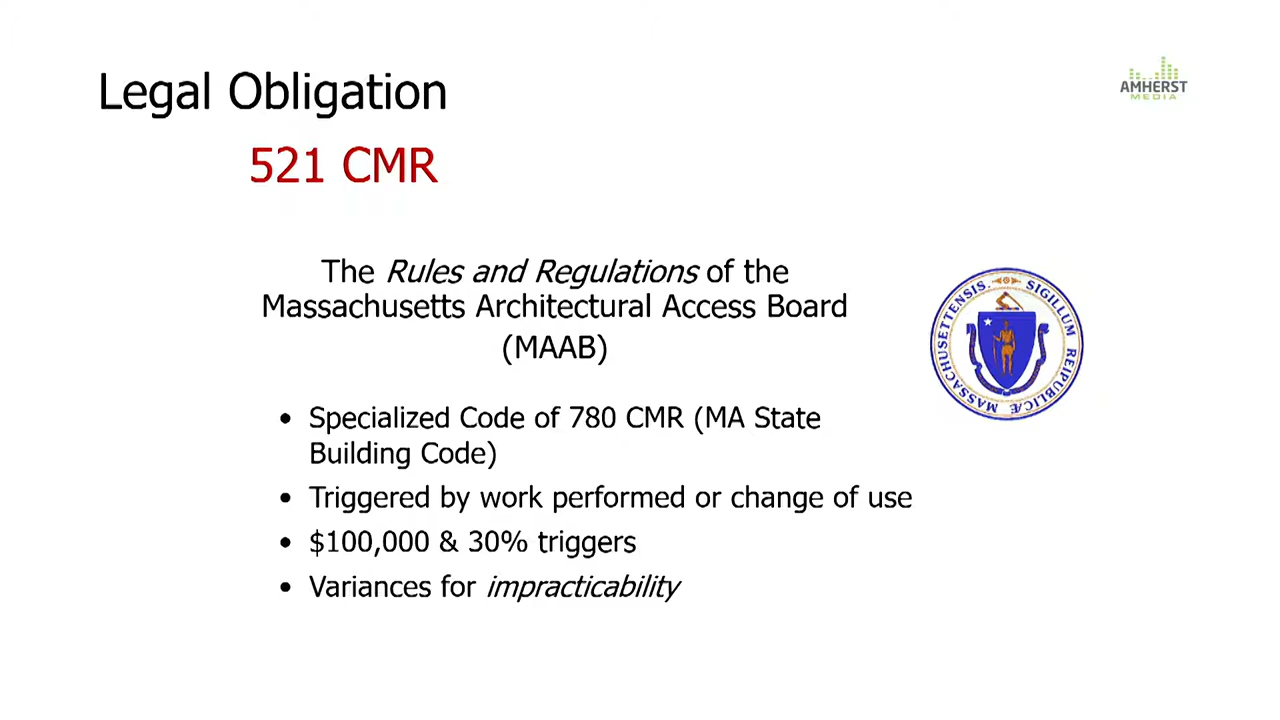 Legal Obligation
AMHERST
MEDIA
521 CMR
The Rules and Regulations of the
Massachusetts Architectural Access Board
(MAAB)
SIGILLUM REIPUBLICÆ MASSACHUSETTENSIS.
• Specialized Code of 780 CMR (MA State
Building Code)
• Triggered by work performed or change of use
• $100,000 & 30% triggers
• Variances for impracticability